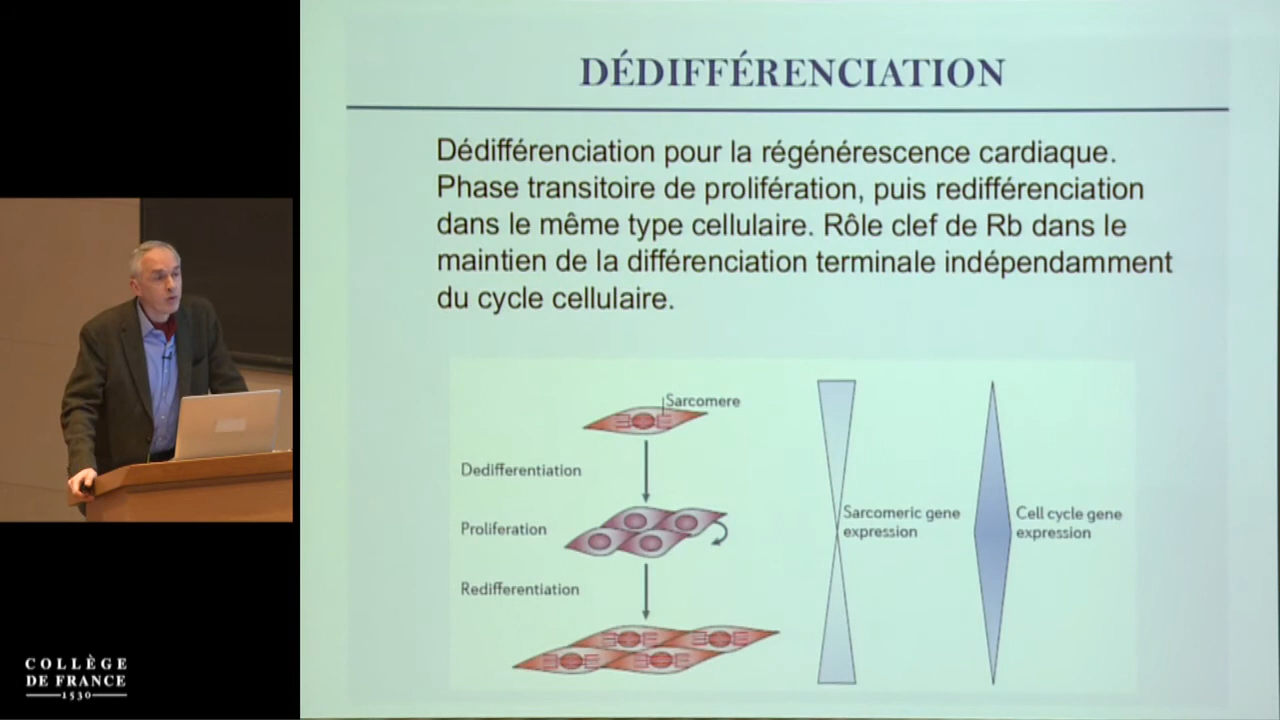 DÉDIFFÉRENCIATION
Dédifférenciation pour la régénérescence cardiaque.
Phase transitoire de prolifération, puis redifférenciation
dans le même type cellulaire. Rôle clef de Rb dans le
maintien de la différenciation terminale indépendamment
du cycle cellulaire.
Sarcomere
Dedifferentiation
Proliferation
Redifferentiation
Sarcomeric gene
expression
Cell cycle gene
expression
COLLÈGE
DE FRANCE
1530